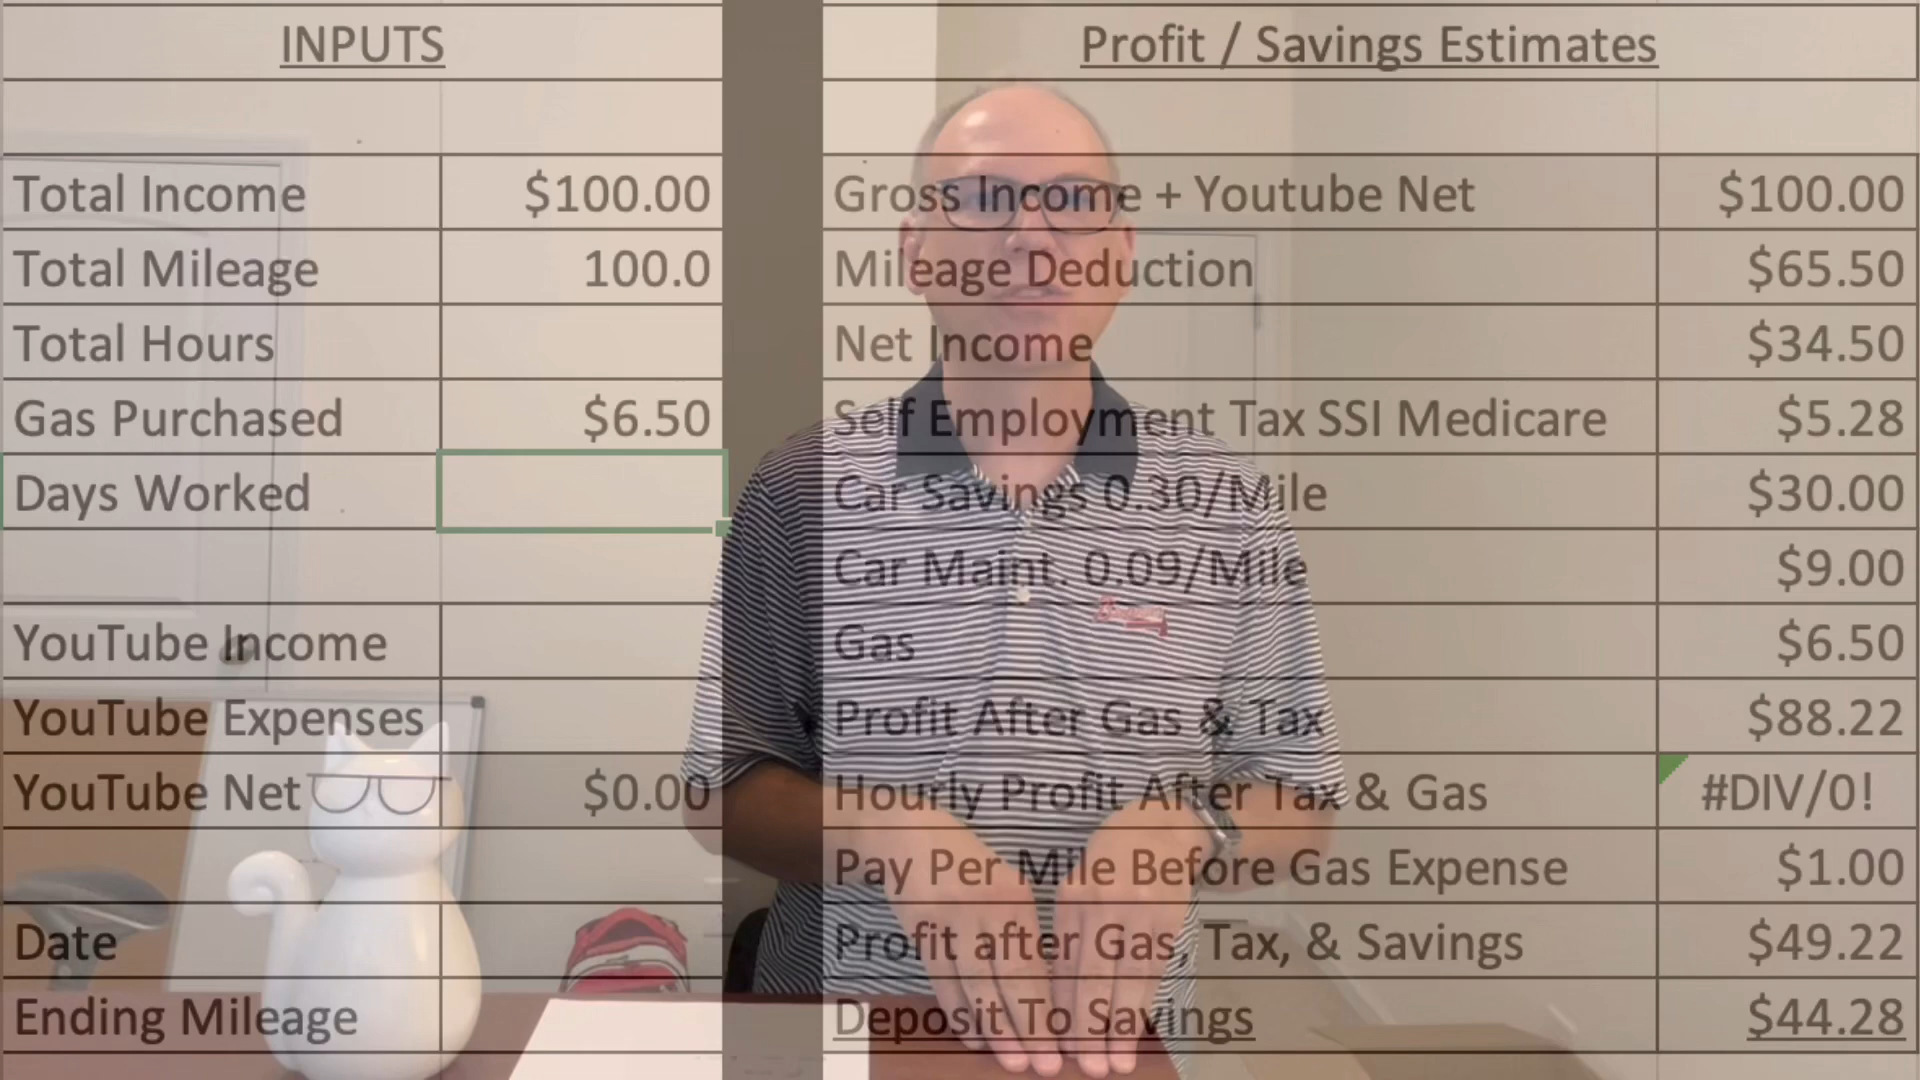 INPUTS
Total Income $100.00
Total Mileage 100.0
Total Hours
Gas Purchased $6.50
Days Worked
YouTube Income
YouTube Expenses
YouTube Net $0.00
Date
Ending Mileage
Profit / Savings Estimates
Gross Income + Youtube Net $100.00
Mileage Deduction $65.50
Net Income $34.50
Self Employment Tax SSI Medicare $5.28
Car Savings 0.30/Mile $30.00
Car Maint. 0.09/Mile $9.00
Gas $6.50
Profit After Gas & Tax $88.22
Hourly Profit After Tax & Gas #DIV/0!
Pay Per Mile Before Gas Expense $1.00
Profit after Gas, Tax, & Savings $49.22
Deposit To Savings $44.28